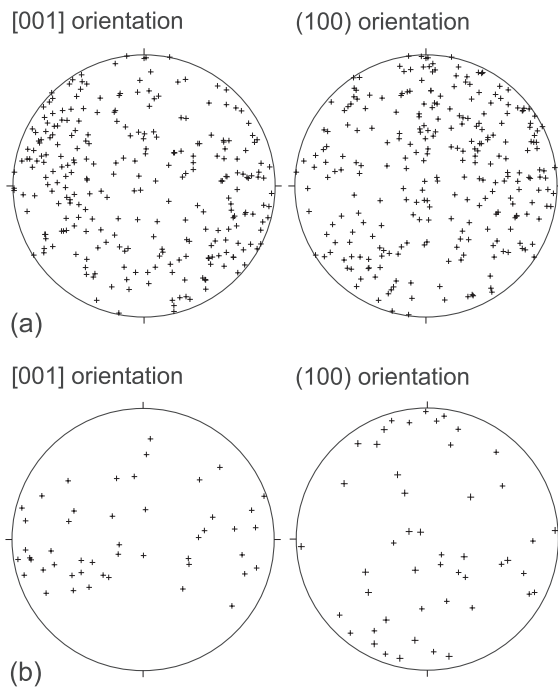 [001] orientation (100) orientation
(a)
[001] orientation (100) orientation
(b)